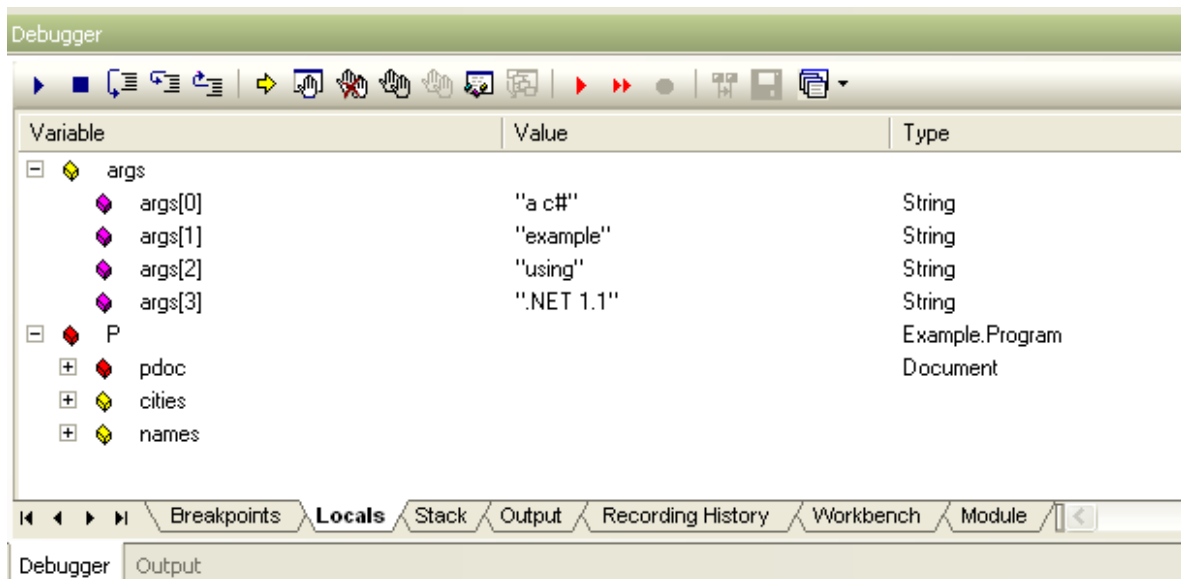 Debugger
Variable Value Type
args
args[0] "a c#" String
args[1] "example" String
args[2] "using" String
args[3] ".NET 1.1" String
P Example.Program
pdoc Document
cities
names
Breakpoints Locals Stack Output Recording History Workbench Module
Debugger Output